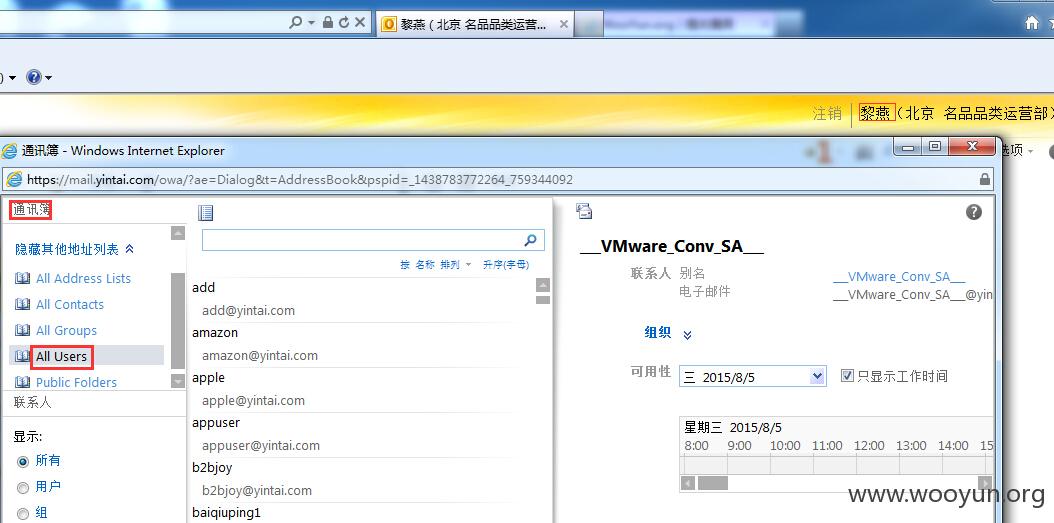 黎燕（北京 名品品类运营...
注销 黎燕（北京 名品品类运营部）
通讯簿 - Windows Internet Explorer
选项
https://mail.yintai.com/owa/?ae=Dialog&t=AddressBook&pspid=_1438783772264_759344092
通讯簿
隐藏其他地址列表
All Address Lists
All Contacts
All Groups
All Users
Public Folders
联系人
显示:
所有
用户
组
按 名称 排列 升序(字母)
add
add@yintai.com
amazon
amazon@yintai.com
apple
apple@yintai.com
appuser
appuser@yintai.com
b2bjoy
b2bjoy@yintai.com
baiqiuping1
___VMware_Conv_SA___
联系人 别名 ___VMware_Conv_SA___
电子邮件 ___VMware_Conv_SA___@yin
组织
可用性 三 2015/8/5 只显示工作时间
星期三 2015/8/5
8:00 9:00 10:00 11:00 12:00 13:00 14:00 15
www.wooyun.org